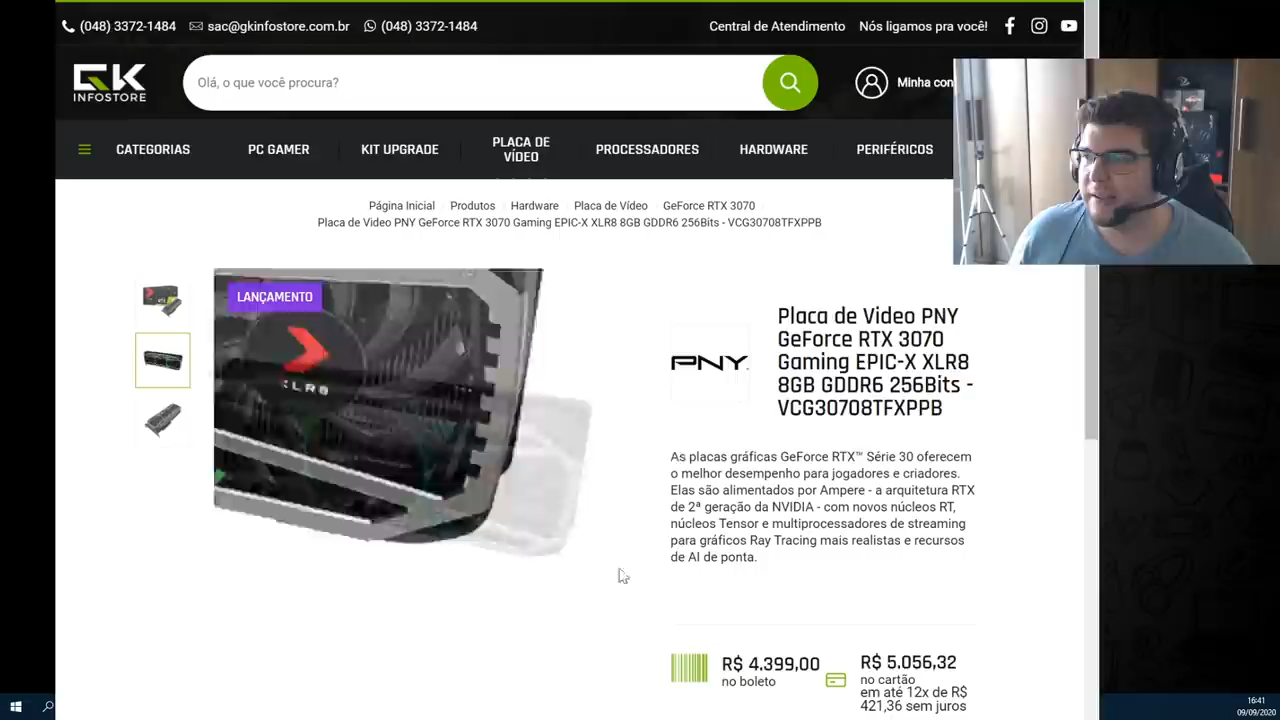 (048) 3372-1484 sac@gkinfostore.com.br (048) 3372-1484 Central de Atendimento Nós ligamos pra você!
GK
INFOSTORE
Olá, o que você procura?
Minha con
CATEGORIAS PC GAMER KIT UPGRADE PLACA DE VÍDEO PROCESSADORES HARDWARE PERIFÉRICOS
Página Inicial Produtos Hardware Placa de Vídeo GeForce RTX 3070
Placa de Video PNY GeForce RTX 3070 Gaming EPIC-X XLR8 8GB GDDR6 256Bits - VCG30708TFXPPB
LANÇAMENTO
XLR8
PNY
Placa de Video PNY
GeForce RTX 3070
Gaming EPIC-X XLR8
8GB GDDR6 256Bits -
VCG30708TFXPPB
As placas gráficas GeForce RTX™ Série 30 oferecem
o melhor desempenho para jogadores e criadores.
Elas são alimentados por Ampere - a arquitetura RTX
de 2ª geração da NVIDIA - com novos núcleos RT,
núcleos Tensor e multiprocessadores de streaming
para gráficos Ray Tracing mais realistas e recursos
de AI de ponta.
R$ 4.399,00
no boleto
R$ 5.056,32
no cartão
em até 12x de R$
421,36 sem juros
16:41
09/09/2020